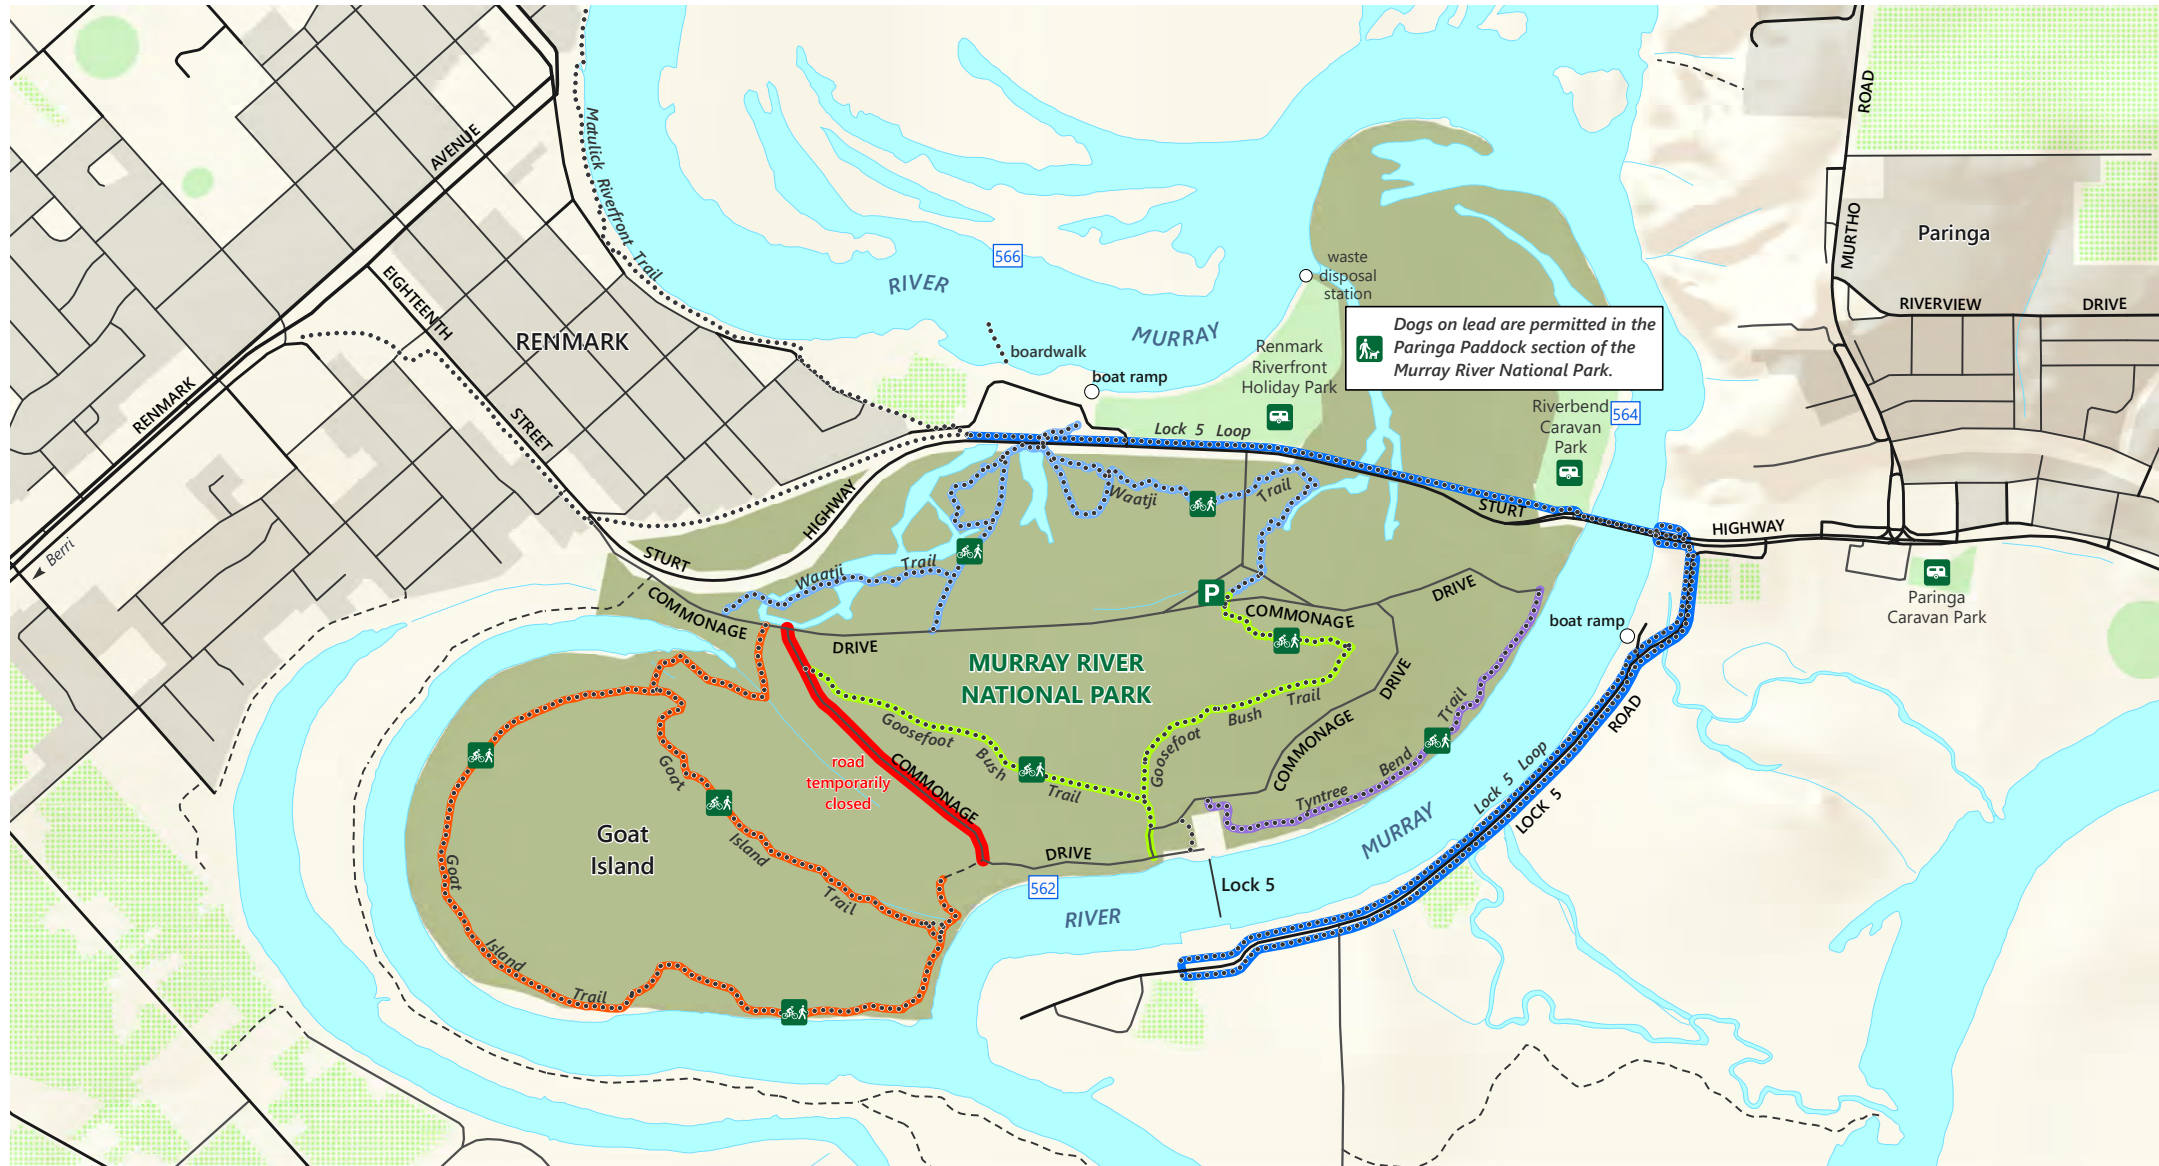 AVENUE
ROAD
Matulick Riverfront Trail
MURTHO
Paringa
566
RIVER
waste
disposal
station
EIGHTEENTH
RENMARK
MURRAY
Dogs on lead are permitted in the
Paringa Paddock section of the
Murray River National Park.
RIVERVIEW DRIVE
boardwalk
boat ramp
Renmark
Riverfront
Holiday Park
RENMARK
STREET
Lock 5 Loop
Riverbend
Caravan
Park
564
HIGHWAY
Waatji Trail
STURT
HIGHWAY
Berri
STURT
Waatji Trail
P
COMMONAGE
DRIVE
COMMONAGE
DRIVE
Paringa
Caravan Park
boat ramp
MURRAY RIVER
NATIONAL PARK
DRIVE
Bush Trail
Goosefoot
Bush
Trail
Goosefoot
COMMONAGE
Trail
Bend
Tyntree
ROAD
Lock 5 Loop
LOCK 5
road
temporarily
closed
COMMONAGE
Goat
Island
Trail
Goat
Island
MURRAY
DRIVE
562
Lock 5
RIVER
Goat
Island
Trail